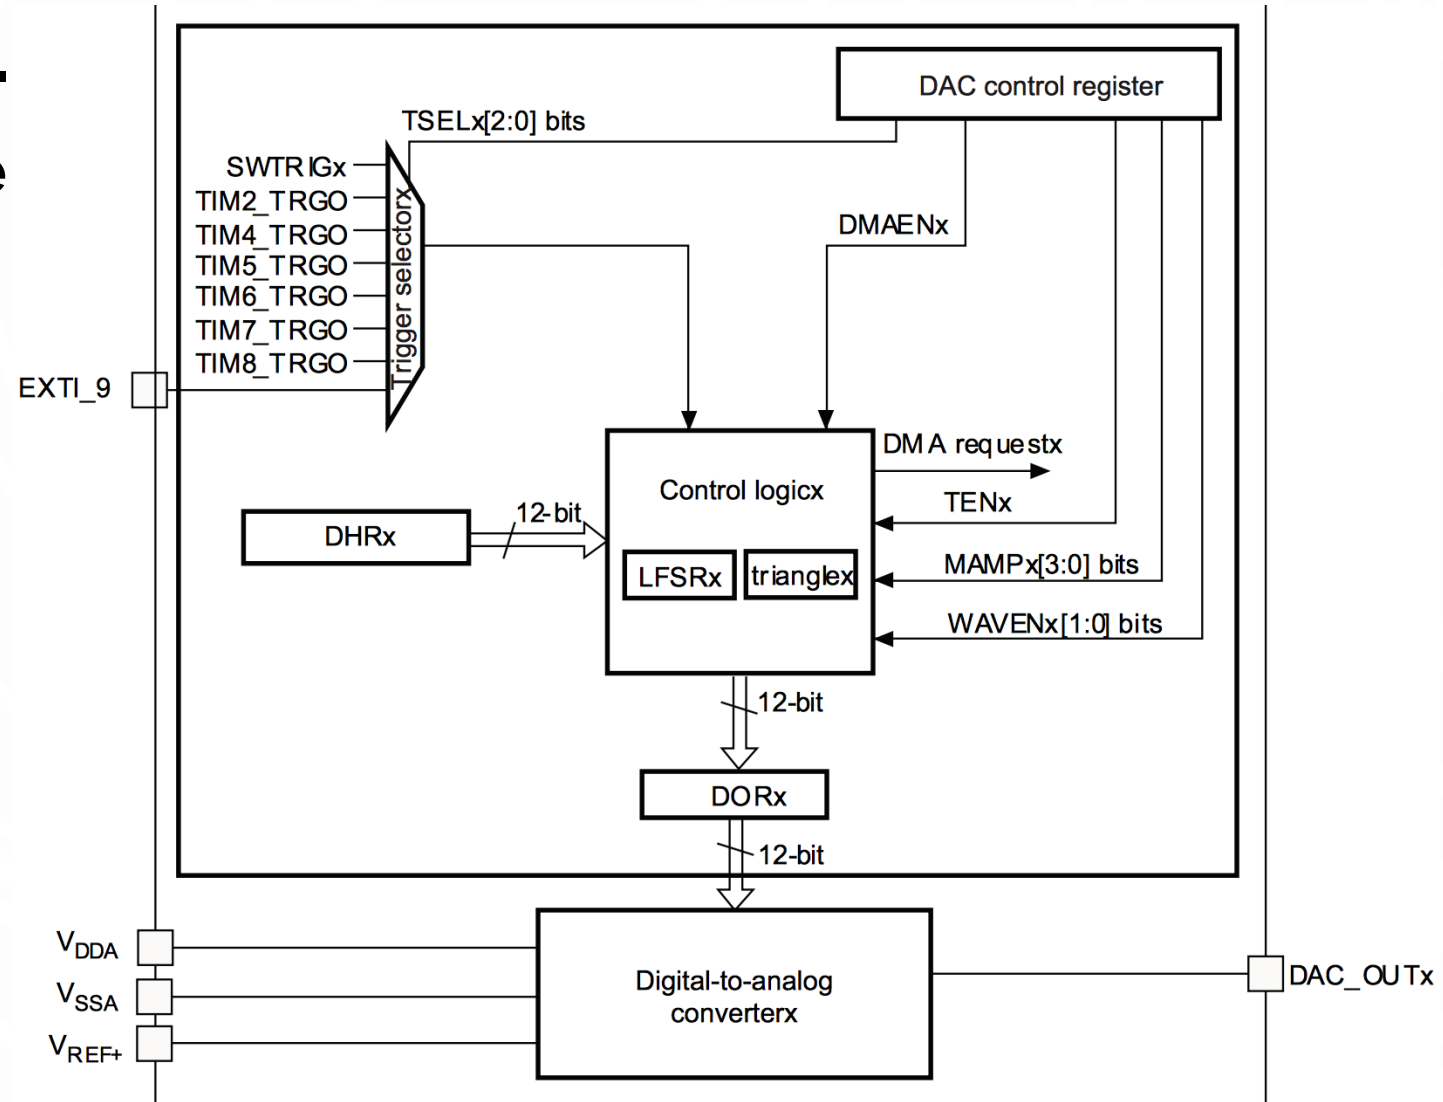 e
DAC control register
TSELx[2:0] bits
SWTRIGx
TIM2_TRGO
TIM4_TRGO
TIM5_TRGO
TIM6_TRGO
TIM7_TRGO
TIM8_TRGO
Trigger selectorx
DMAENx
EXTI_9
DMA requestx
Control logicx
TENx
DHRx
12-bit
LFSRx
trianglex
MAMPx[3:0] bits
WAVENx[1:0] bits
12-bit
DORx
12-bit
VDDA
VSSA
VREF+
Digital-to-analog
converterx
DAC_OUTx